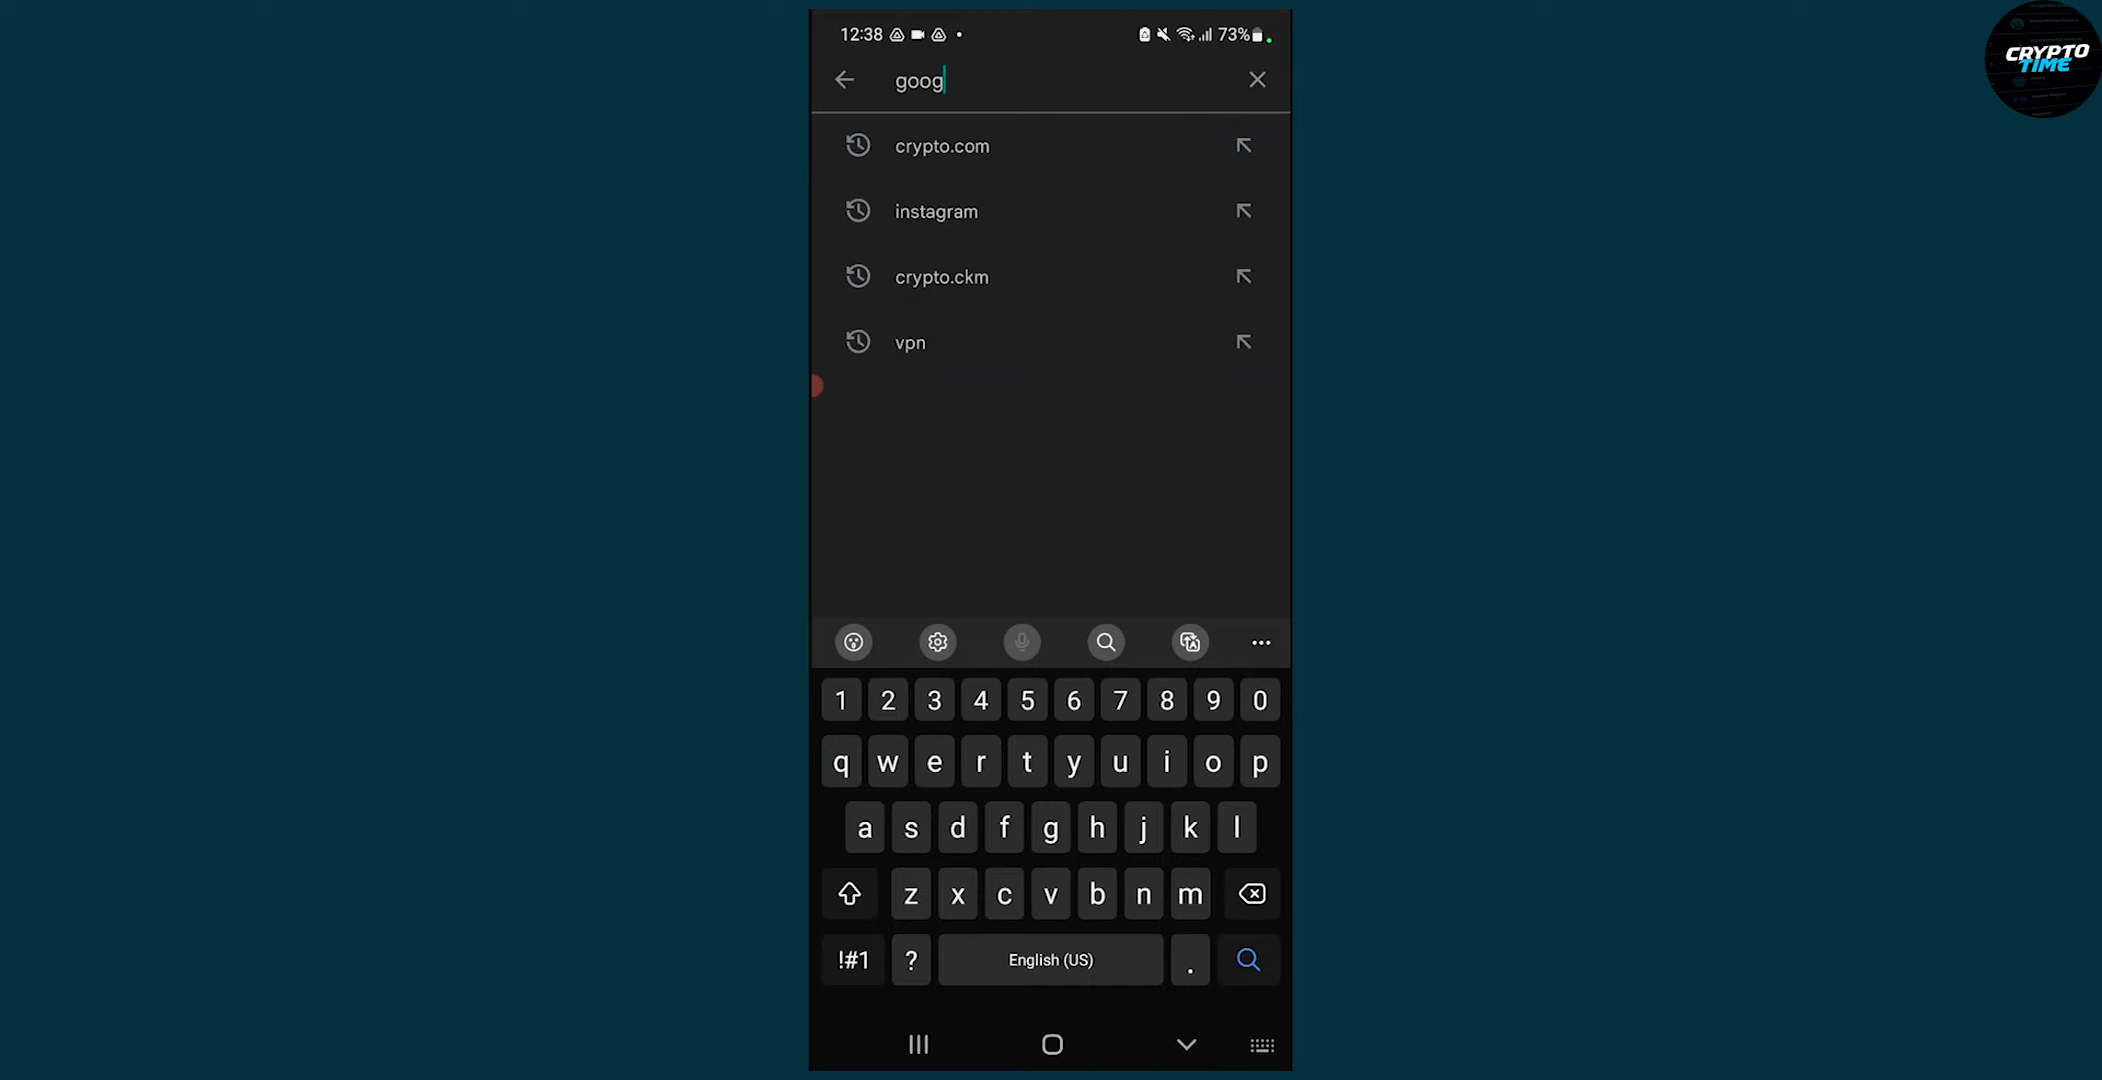 12:38
73%
goog
crypto.com
instagram
crypto.ckm
vpn
1 2 3 4 5 6 7 8 9 0
q w e r t y u i o p
a s d f g h j k l
z x c v b n m
!#1 ? English (US) .
CRYPTO
TIME